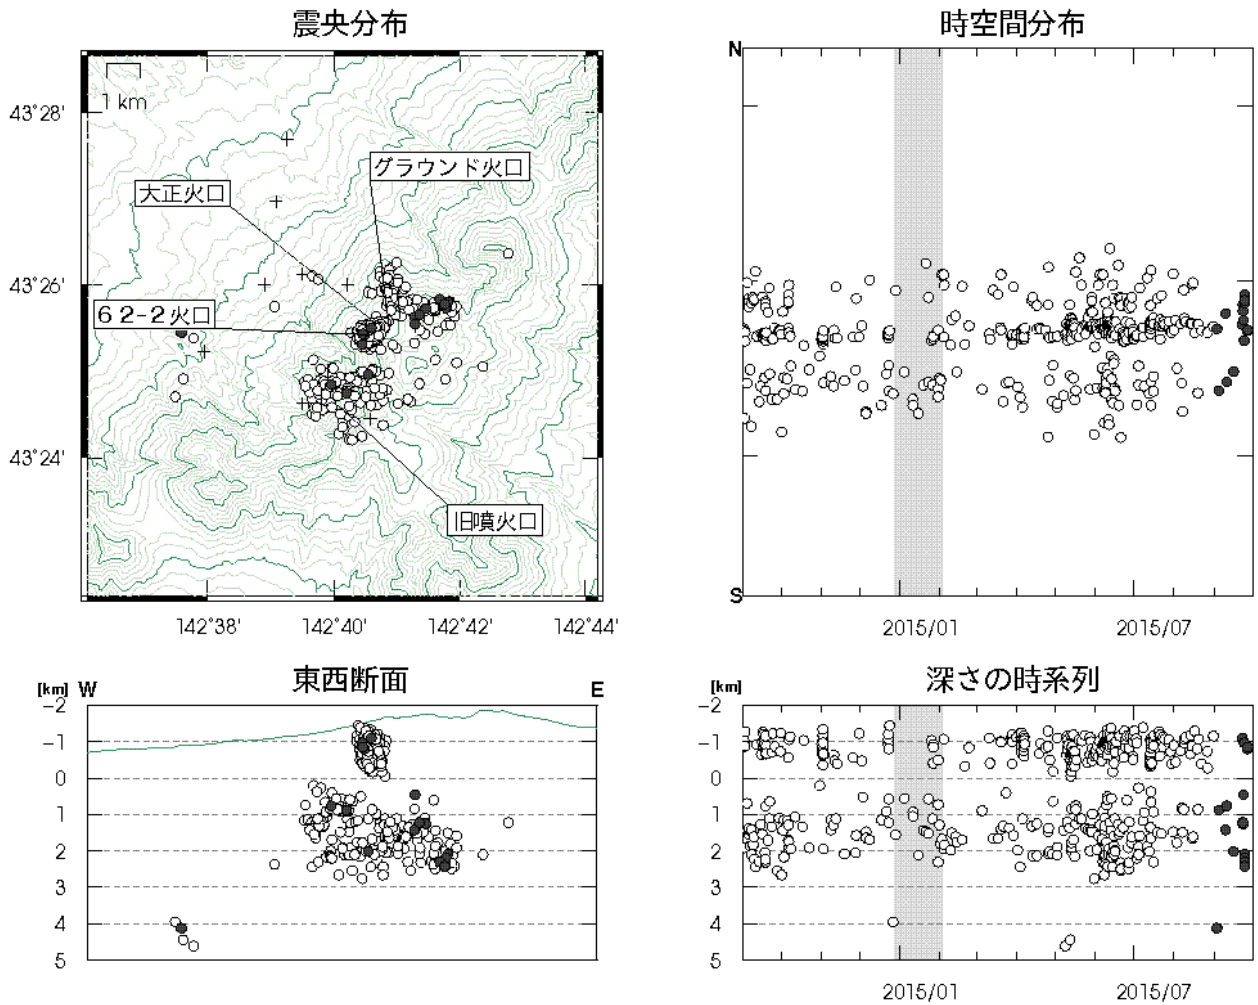 震央分布
1 km
43°28'
43°26'
43°24'
グラウンド火口
大正火口
62-2火口
旧噴火口
142°38'
142°40'
142°42'
142°44'
時空間分布
N
S
2015/01
2015/07
東西断面
[km] W
E
-2
-1
0
1
2
3
4
5
深さの時系列
[km]
-2
-1
0
1
2
3
4
5
2015/01
2015/07